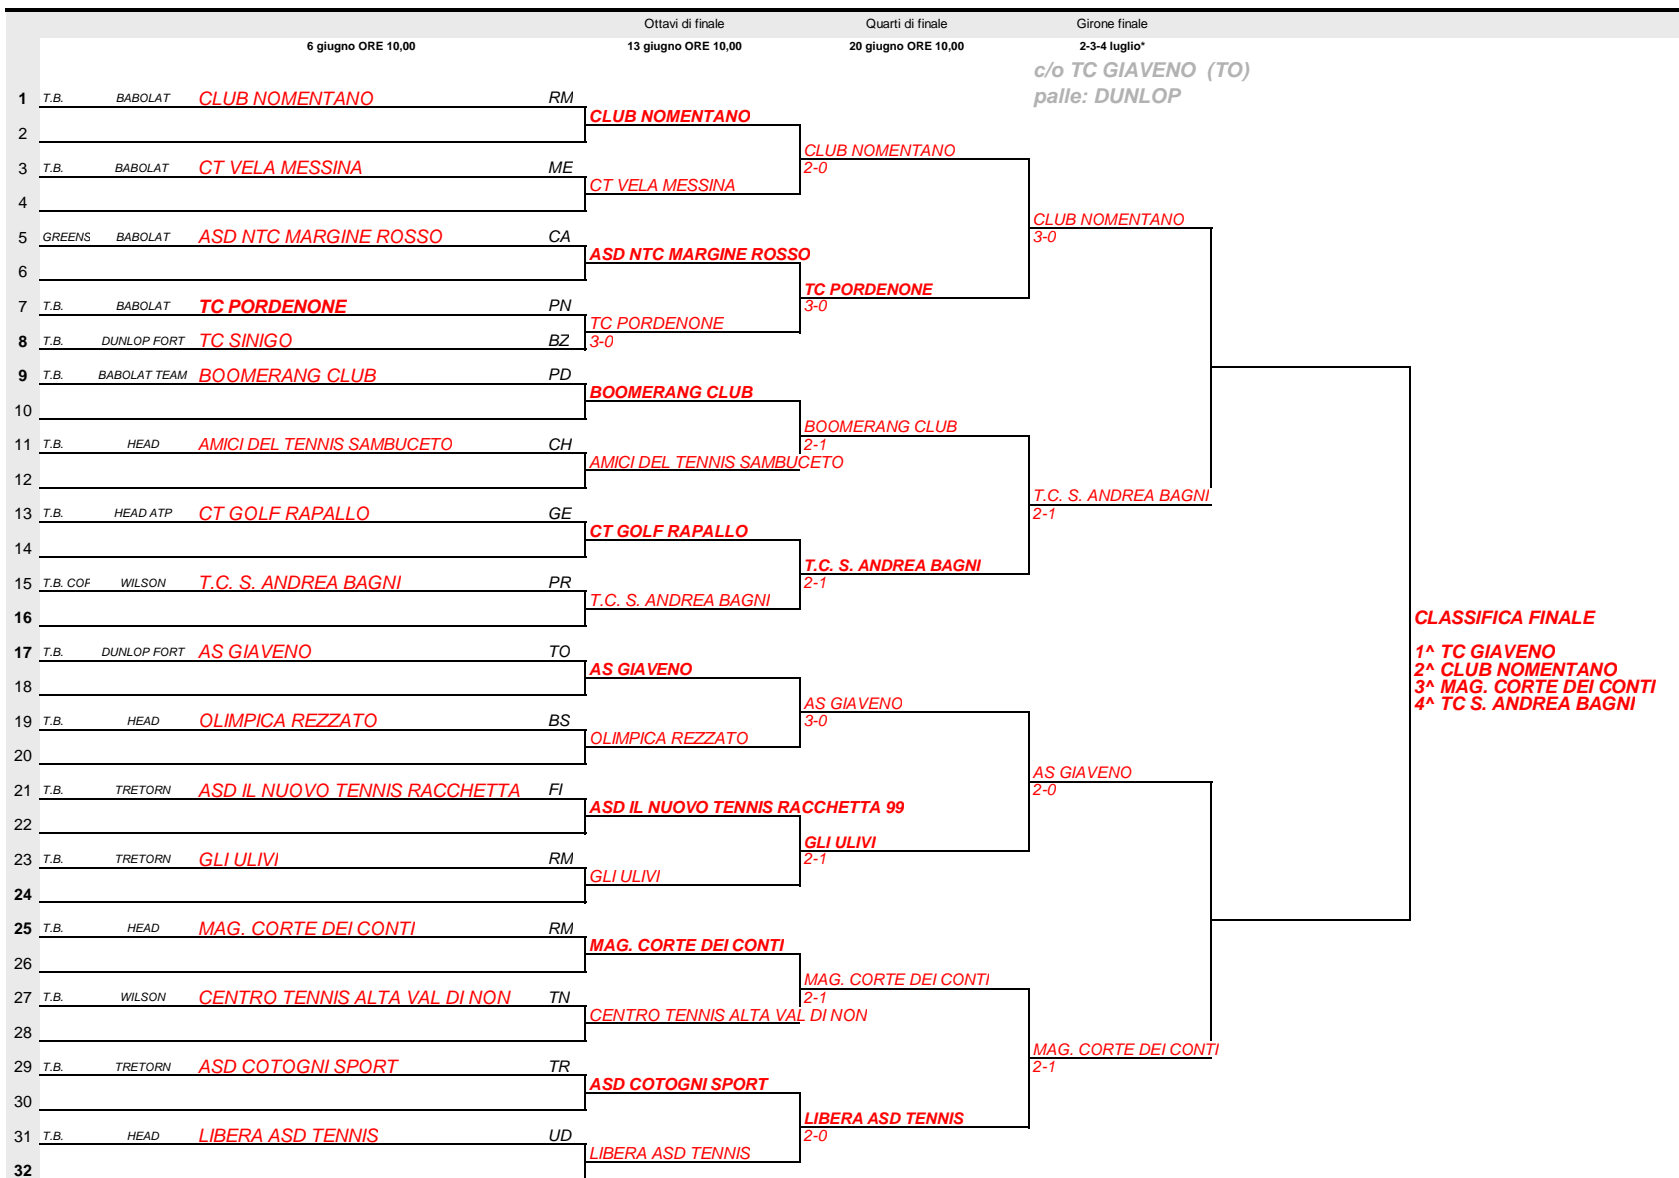 Ottavi di finale Quarti di finale Girone finale
6 giugno ORE 10,00 13 giugno ORE 10,00 20 giugno ORE 10,00 2-3-4 luglio*
c/o TC GIAVENO (TO)
palle: DUNLOP
1 T.B. BABOLAT CLUB NOMENTANO RM
CLUB NOMENTANO
2
CLUB NOMENTANO
2-0
3 T.B. BABOLAT CT VELA MESSINA ME
CT VELA MESSINA
4
CLUB NOMENTANO
3-0
5 GREENS BABOLAT ASD NTC MARGINE ROSSO CA
ASD NTC MARGINE ROSSO
6
TC PORDENONE
3-0
7 T.B. BABOLAT TC PORDENONE PN
TC PORDENONE
8 T.B. DUNLOP FORT TC SINIGO BZ 3-0
9 T.B. BABOLAT TEAM BOOMERANG CLUB PD
BOOMERANG CLUB
10
BOOMERANG CLUB
2-1
11 T.B. HEAD AMICI DEL TENNIS SAMBUCETO CH
AMICI DEL TENNIS SAMBUCETO
12
T.C. S. ANDREA BAGNI
2-1
13 T.B. HEAD ATP CT GOLF RAPALLO GE
CT GOLF RAPALLO
14
T.C. S. ANDREA BAGNI
2-1
15 T.B. COF WILSON T.C. S. ANDREA BAGNI PR
T.C. S. ANDREA BAGNI
16
CLASSIFICA FINALE
17 T.B. DUNLOP FORT AS GIAVENO TO
1^ TC GIAVENO
2^ CLUB NOMENTANO
3^ MAG. CORTE DEI CONTI
4^ TC S. ANDREA BAGNI
AS GIAVENO
18
AS GIAVENO
3-0
19 T.B. HEAD OLIMPICA REZZATO BS
OLIMPICA REZZATO
20
AS GIAVENO
2-0
21 T.B. TRETORN ASD IL NUOVO TENNIS RACCHETTA FI
ASD IL NUOVO TENNIS RACCHETTA 99
22
GLI ULIVI
2-1
23 T.B. TRETORN GLI ULIVI RM
GLI ULIVI
24
25 T.B. HEAD MAG. CORTE DEI CONTI RM
MAG. CORTE DEI CONTI
26
MAG. CORTE DEI CONTI
2-1
27 T.B. WILSON CENTRO TENNIS ALTA VAL DI NON TN
CENTRO TENNIS ALTA VAL DI NON
28
MAG. CORTE DEI CONTI
2-1
29 T.B. TRETORN ASD COTOGNI SPORT TR
ASD COTOGNI SPORT
30
LIBERA ASD TENNIS
2-0
31 T.B. HEAD LIBERA ASD TENNIS UD
LIBERA ASD TENNIS
32